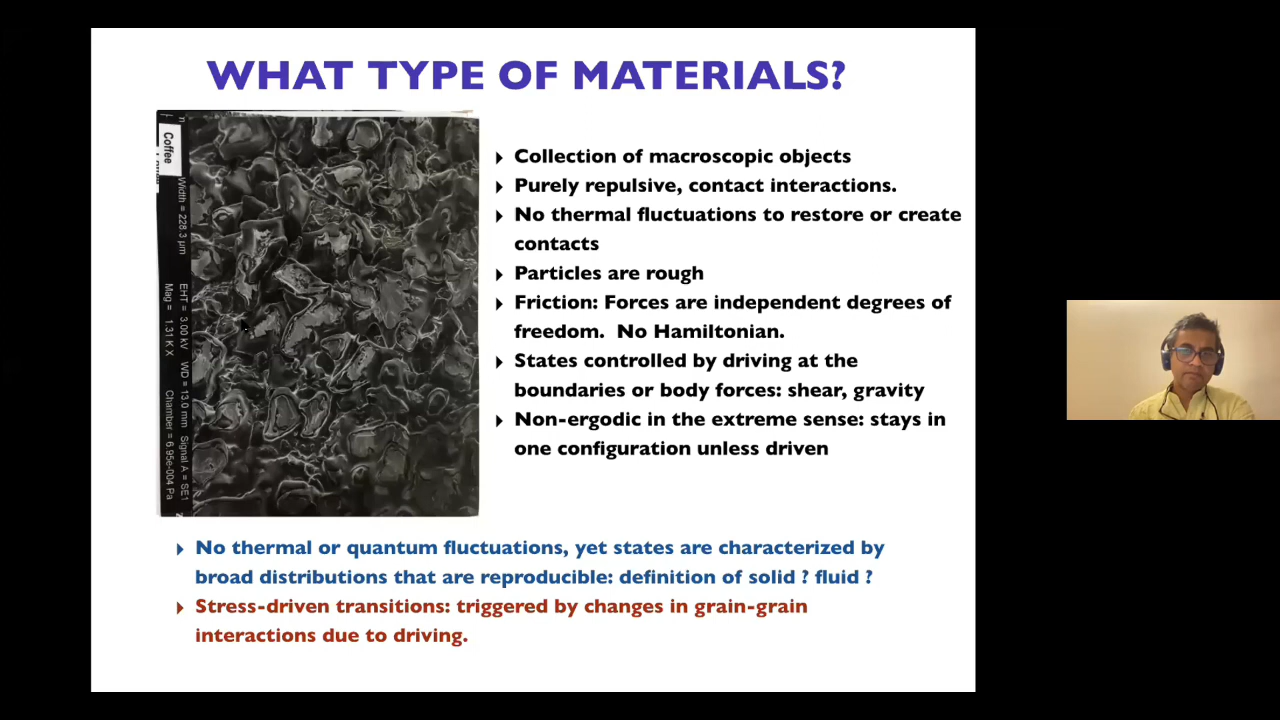 WHAT TYPE OF MATERIALS?
Coffee
Width = 228.3 µm
EHT = 3.00 kV
WD = 13.0 mm
Signal A = SE1
Mag = 1.31 K X
Chamber = 6.95e-004 Pa
Collection of macroscopic objects
Purely repulsive, contact interactions.
No thermal fluctuations to restore or create
contacts
Particles are rough
Friction: Forces are independent degrees of
freedom. No Hamiltonian.
States controlled by driving at the
boundaries or body forces: shear, gravity
Non-ergodic in the extreme sense: stays in
one configuration unless driven
No thermal or quantum fluctuations, yet states are characterized by
broad distributions that are reproducible: definition of solid ? fluid ?
Stress-driven transitions: triggered by changes in grain-grain
interactions due to driving.